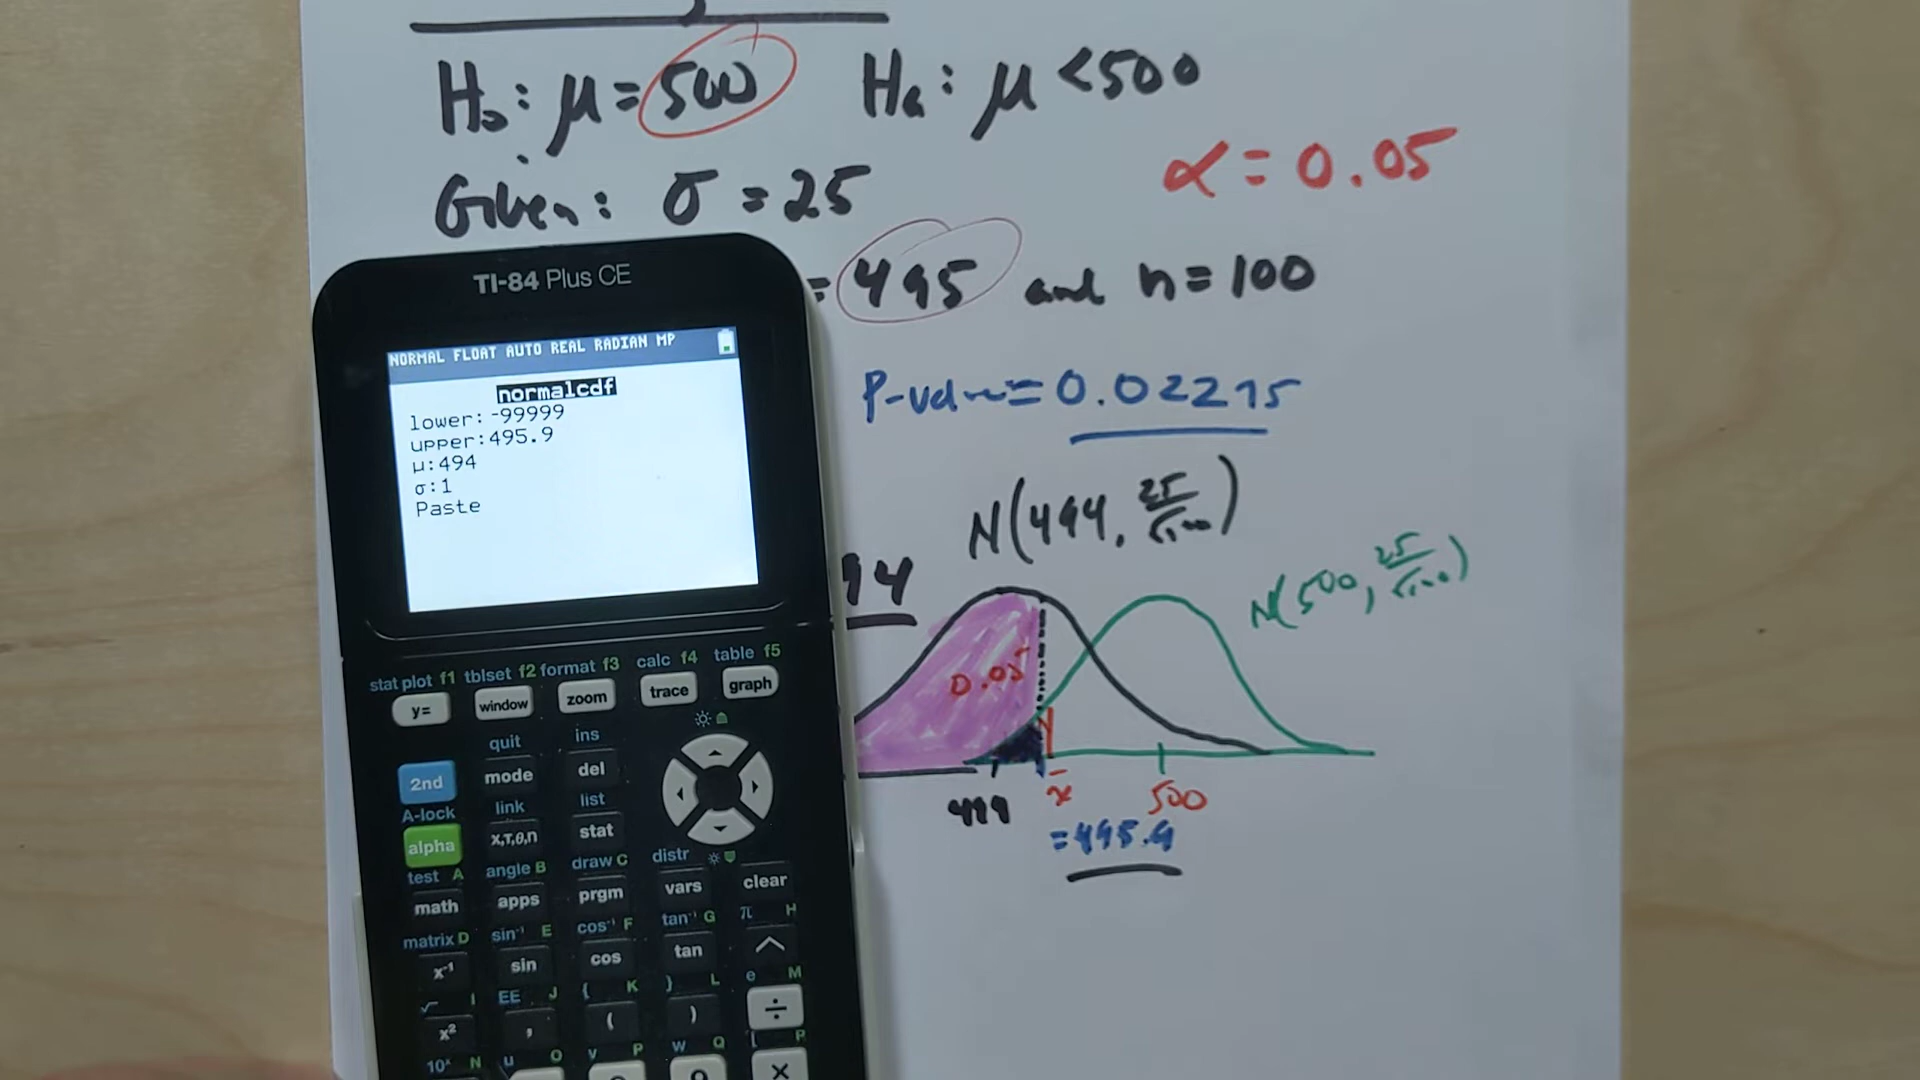 H₀: μ=500 Ha: μ<500
α=0.05
Given: σ=25
=495 and n=100
P-value=0.02275
N(494, 25/√100)
N(500, 25/√100)
94
0.05
x̄
500
=495.9
TI-84 Plus CE
NORMAL FLOAT AUTO REAL RADIAN MP
normalcdf
lower:-99999
upper:495.9
μ:494
σ:1
Paste
stat plot f1 tblset f2 format f3 calc f4 table f5
y= window zoom trace graph
quit ins
2nd mode del
A-lock link list
alpha X,T,θ,n stat
test A angle B draw C distr
math apps prgm vars clear
matrix D sin⁻¹ E cos⁻¹ F tan⁻¹ G π H
x⁻¹ sin cos tan ^
√ I EE J { K } L e M
x² , ( ) ÷
10ˣ N u O v P w Q [
×